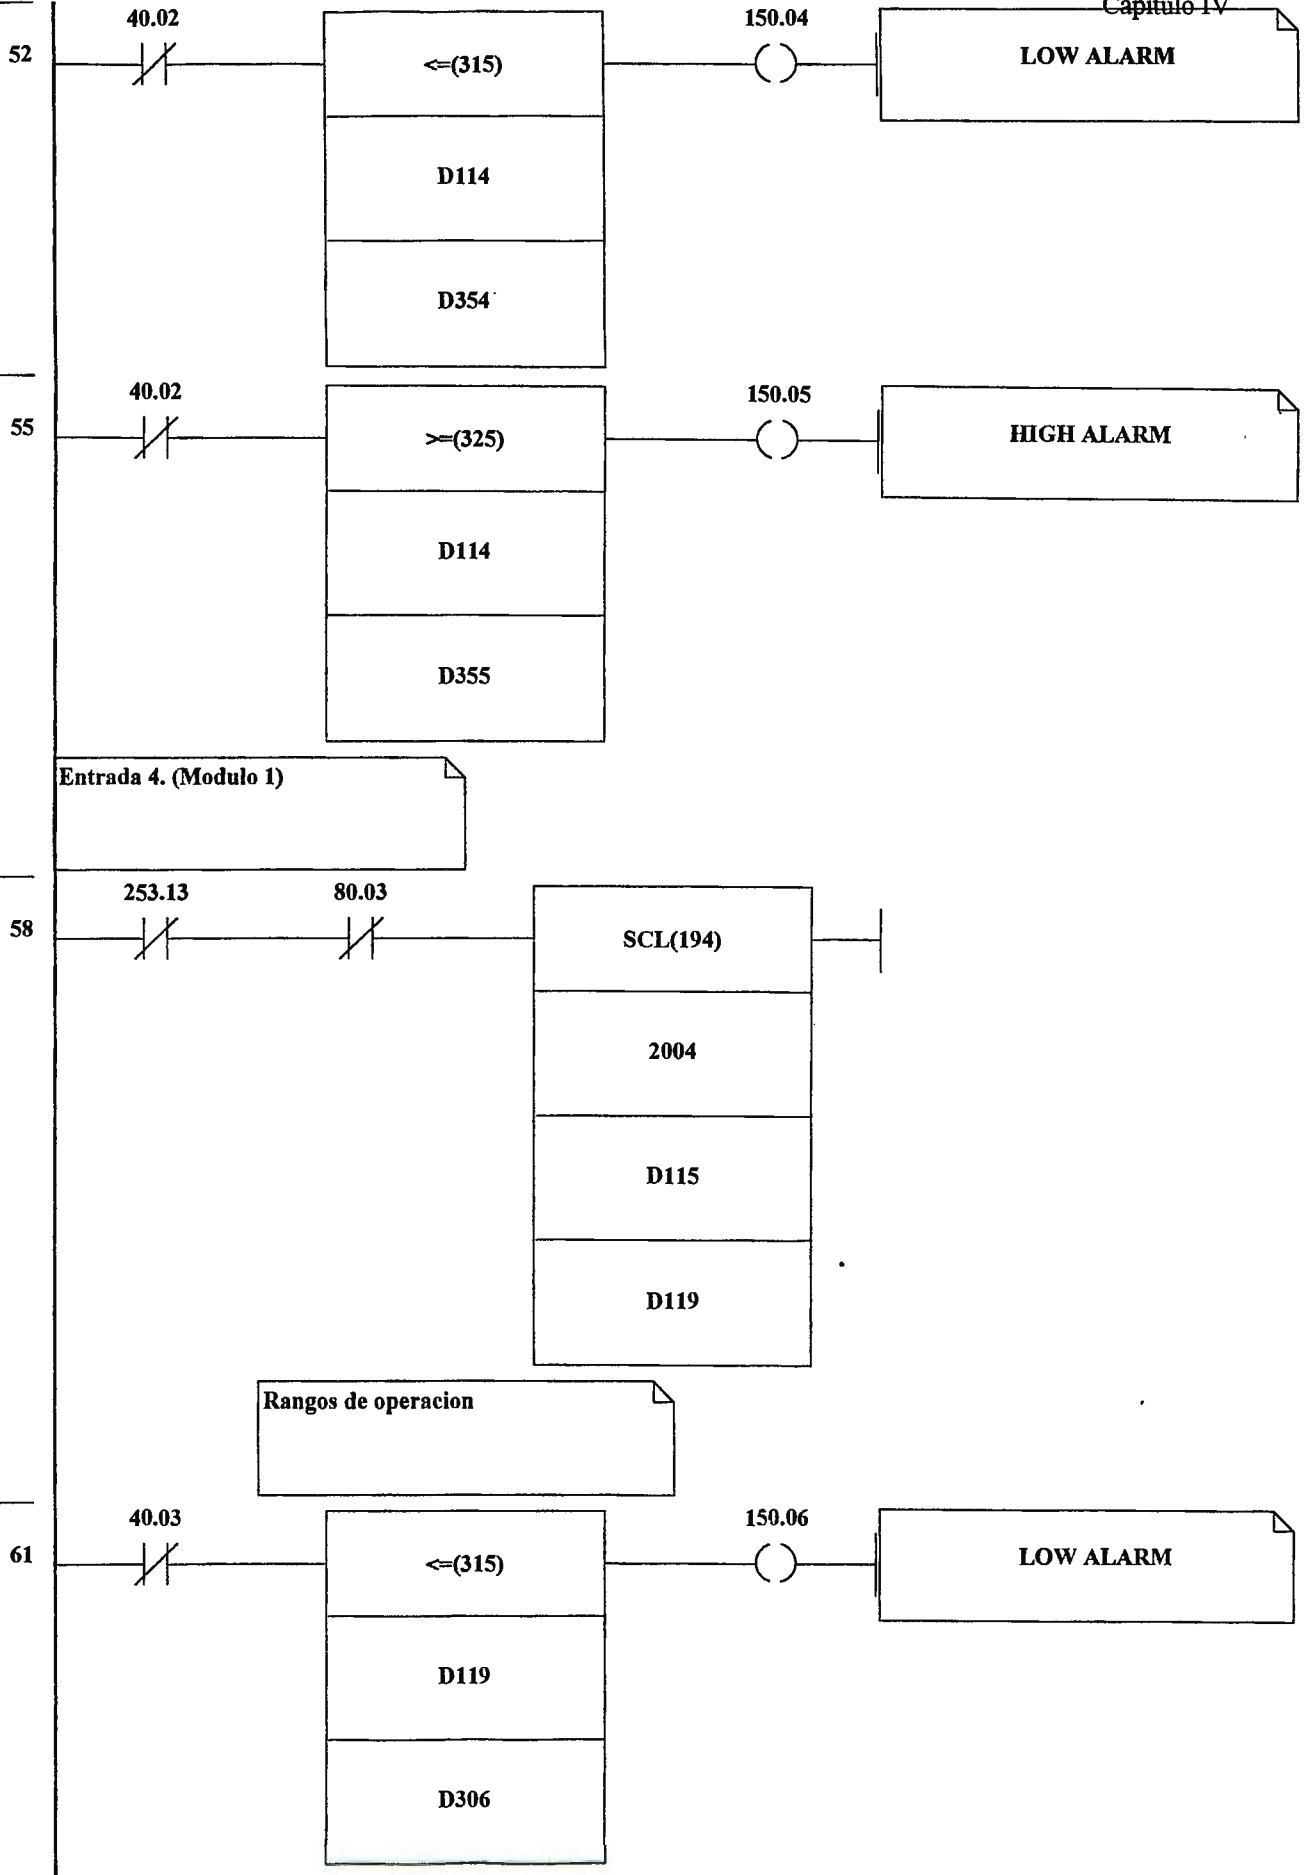 Capitulo IV
40.02
150.04
52
<=(315)
LOW ALARM
D114
D354
40.02
150.05
55
>=(325)
HIGH ALARM
D114
D355
Entrada 4. (Modulo 1)
253.13
80.03
58
SCL(194)
2004
D115
D119
Rangos de operacion
40.03
150.06
61
<=(315)
LOW ALARM
D119
D306